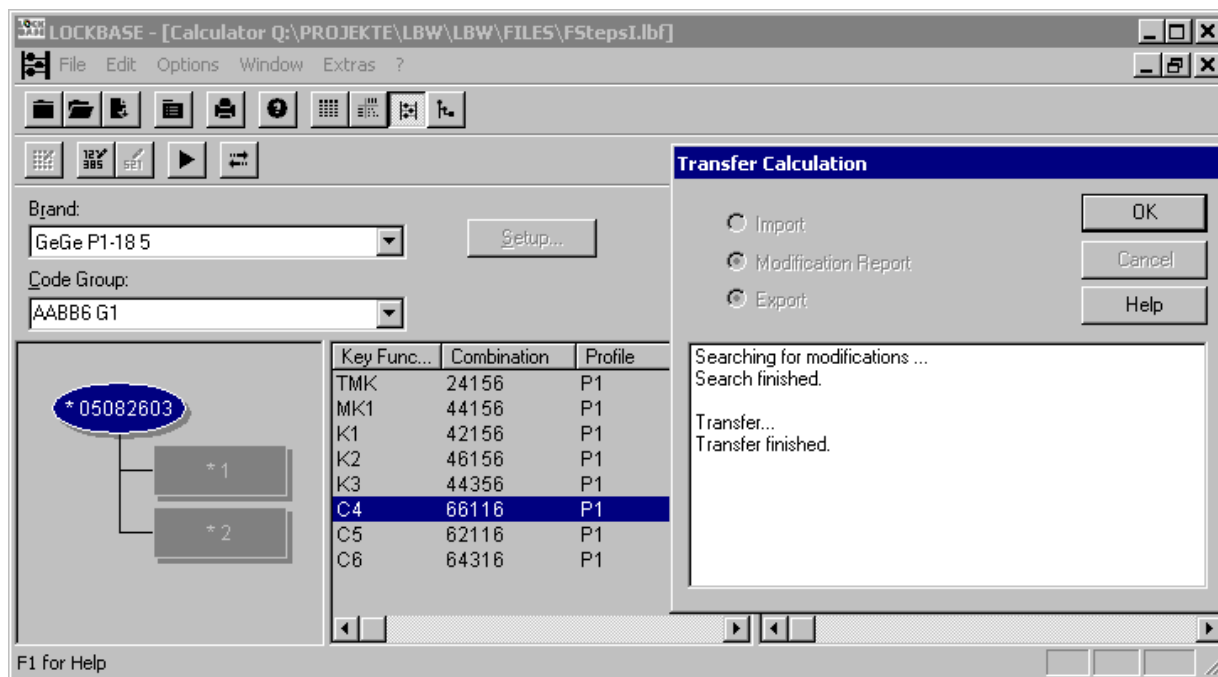 LOCKBASE - [Calculator Q:\PROJEKTE\LBW\LBW\FILES\FStepsI.lbf]
File Edit Options Window Extras ?
Brand:
GeGe P1-18 5
Setup...
Code Group:
AABB6 G1
* 05082603
* 1
* 2
Key Func... Combination Profile
TMK 24156 P1
MK1 44156 P1
K1 42156 P1
K2 46156 P1
K3 44356 P1
C4 66116 P1
C5 62116 P1
C6 64316 P1
Transfer Calculation
Import
Modification Report
Export
OK
Cancel
Help
Searching for modifications ...
Search finished.
Transfer...
Transfer finished.
F1 for Help